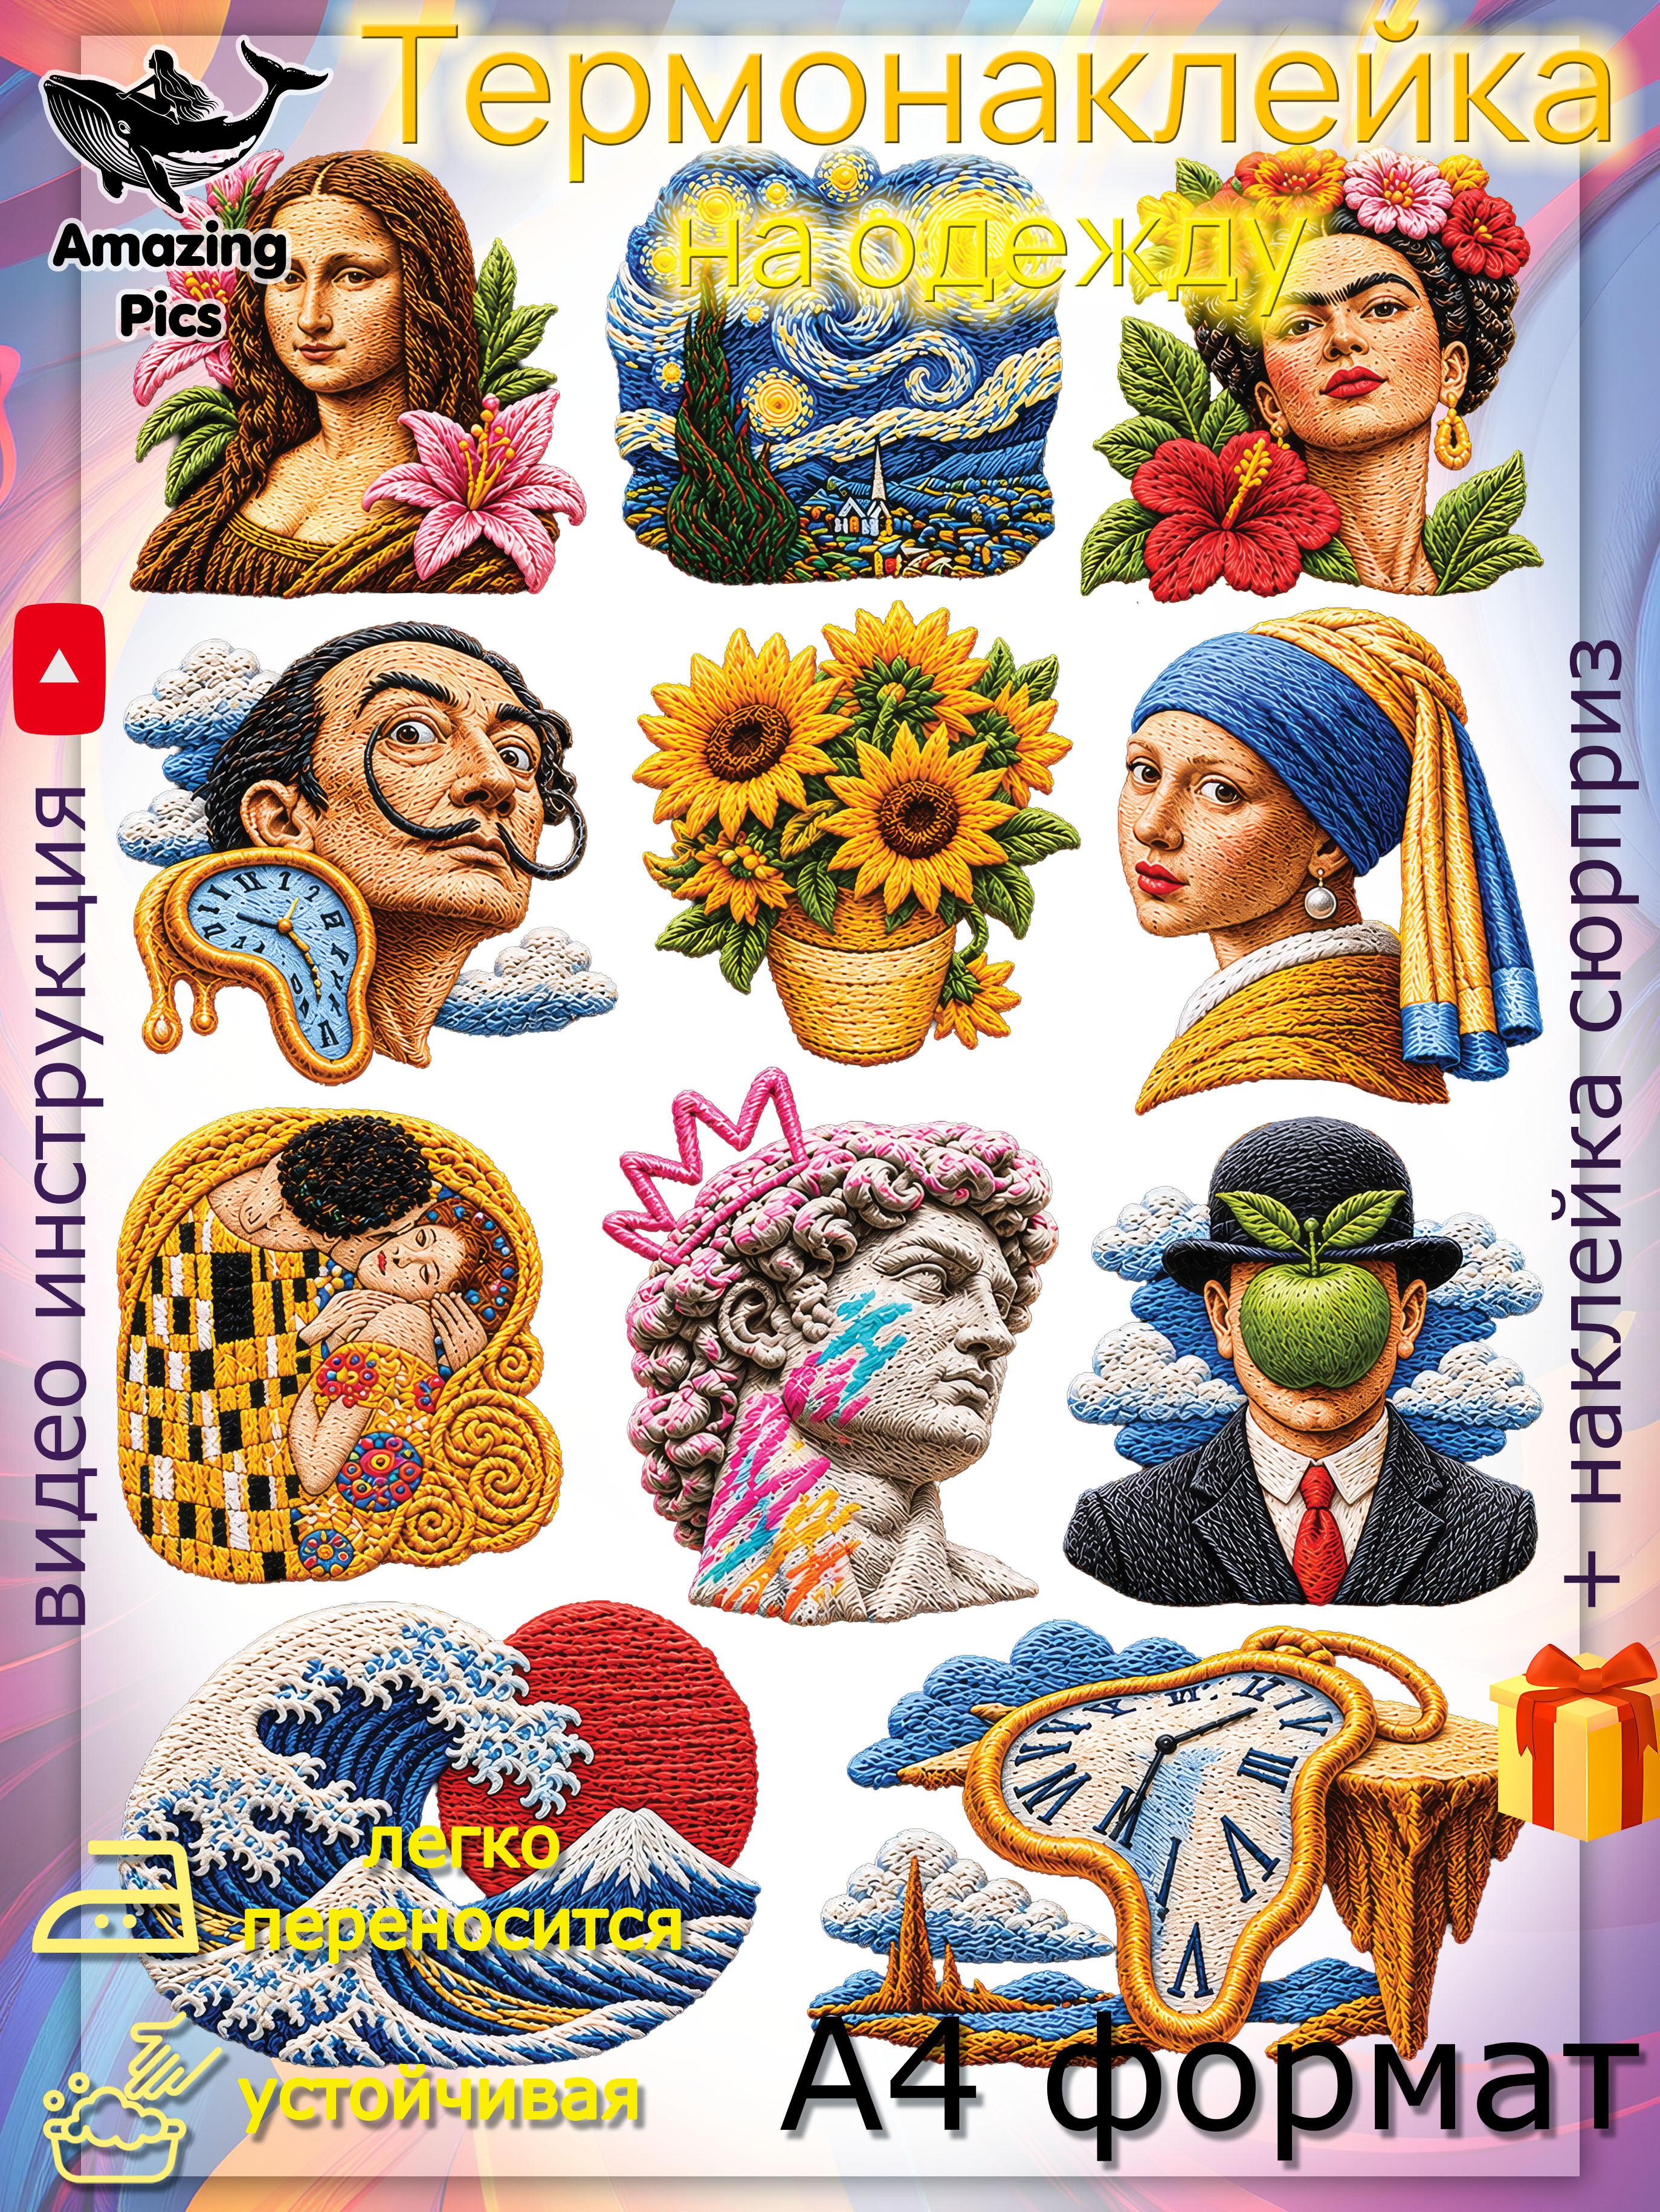 Термонаклейка
на одежду
Amazing
Pics
видео инструкция
+ наклейка сюрприз
легко
переносится
устойчивая
А4 формат